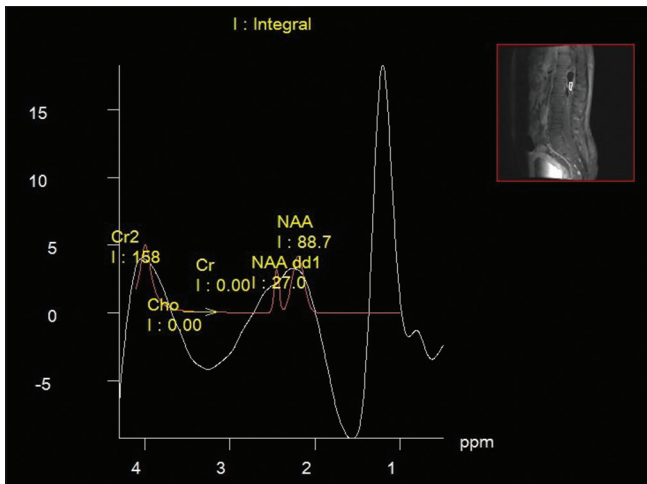 I : Integral
15
10
5
0
-5
Cr2
I : 158
Cho
I : 0.00
Cr
I : 0.00
NAA
I : 88.7
NAA dd1
I : 27.0
4
3
2
1
ppm